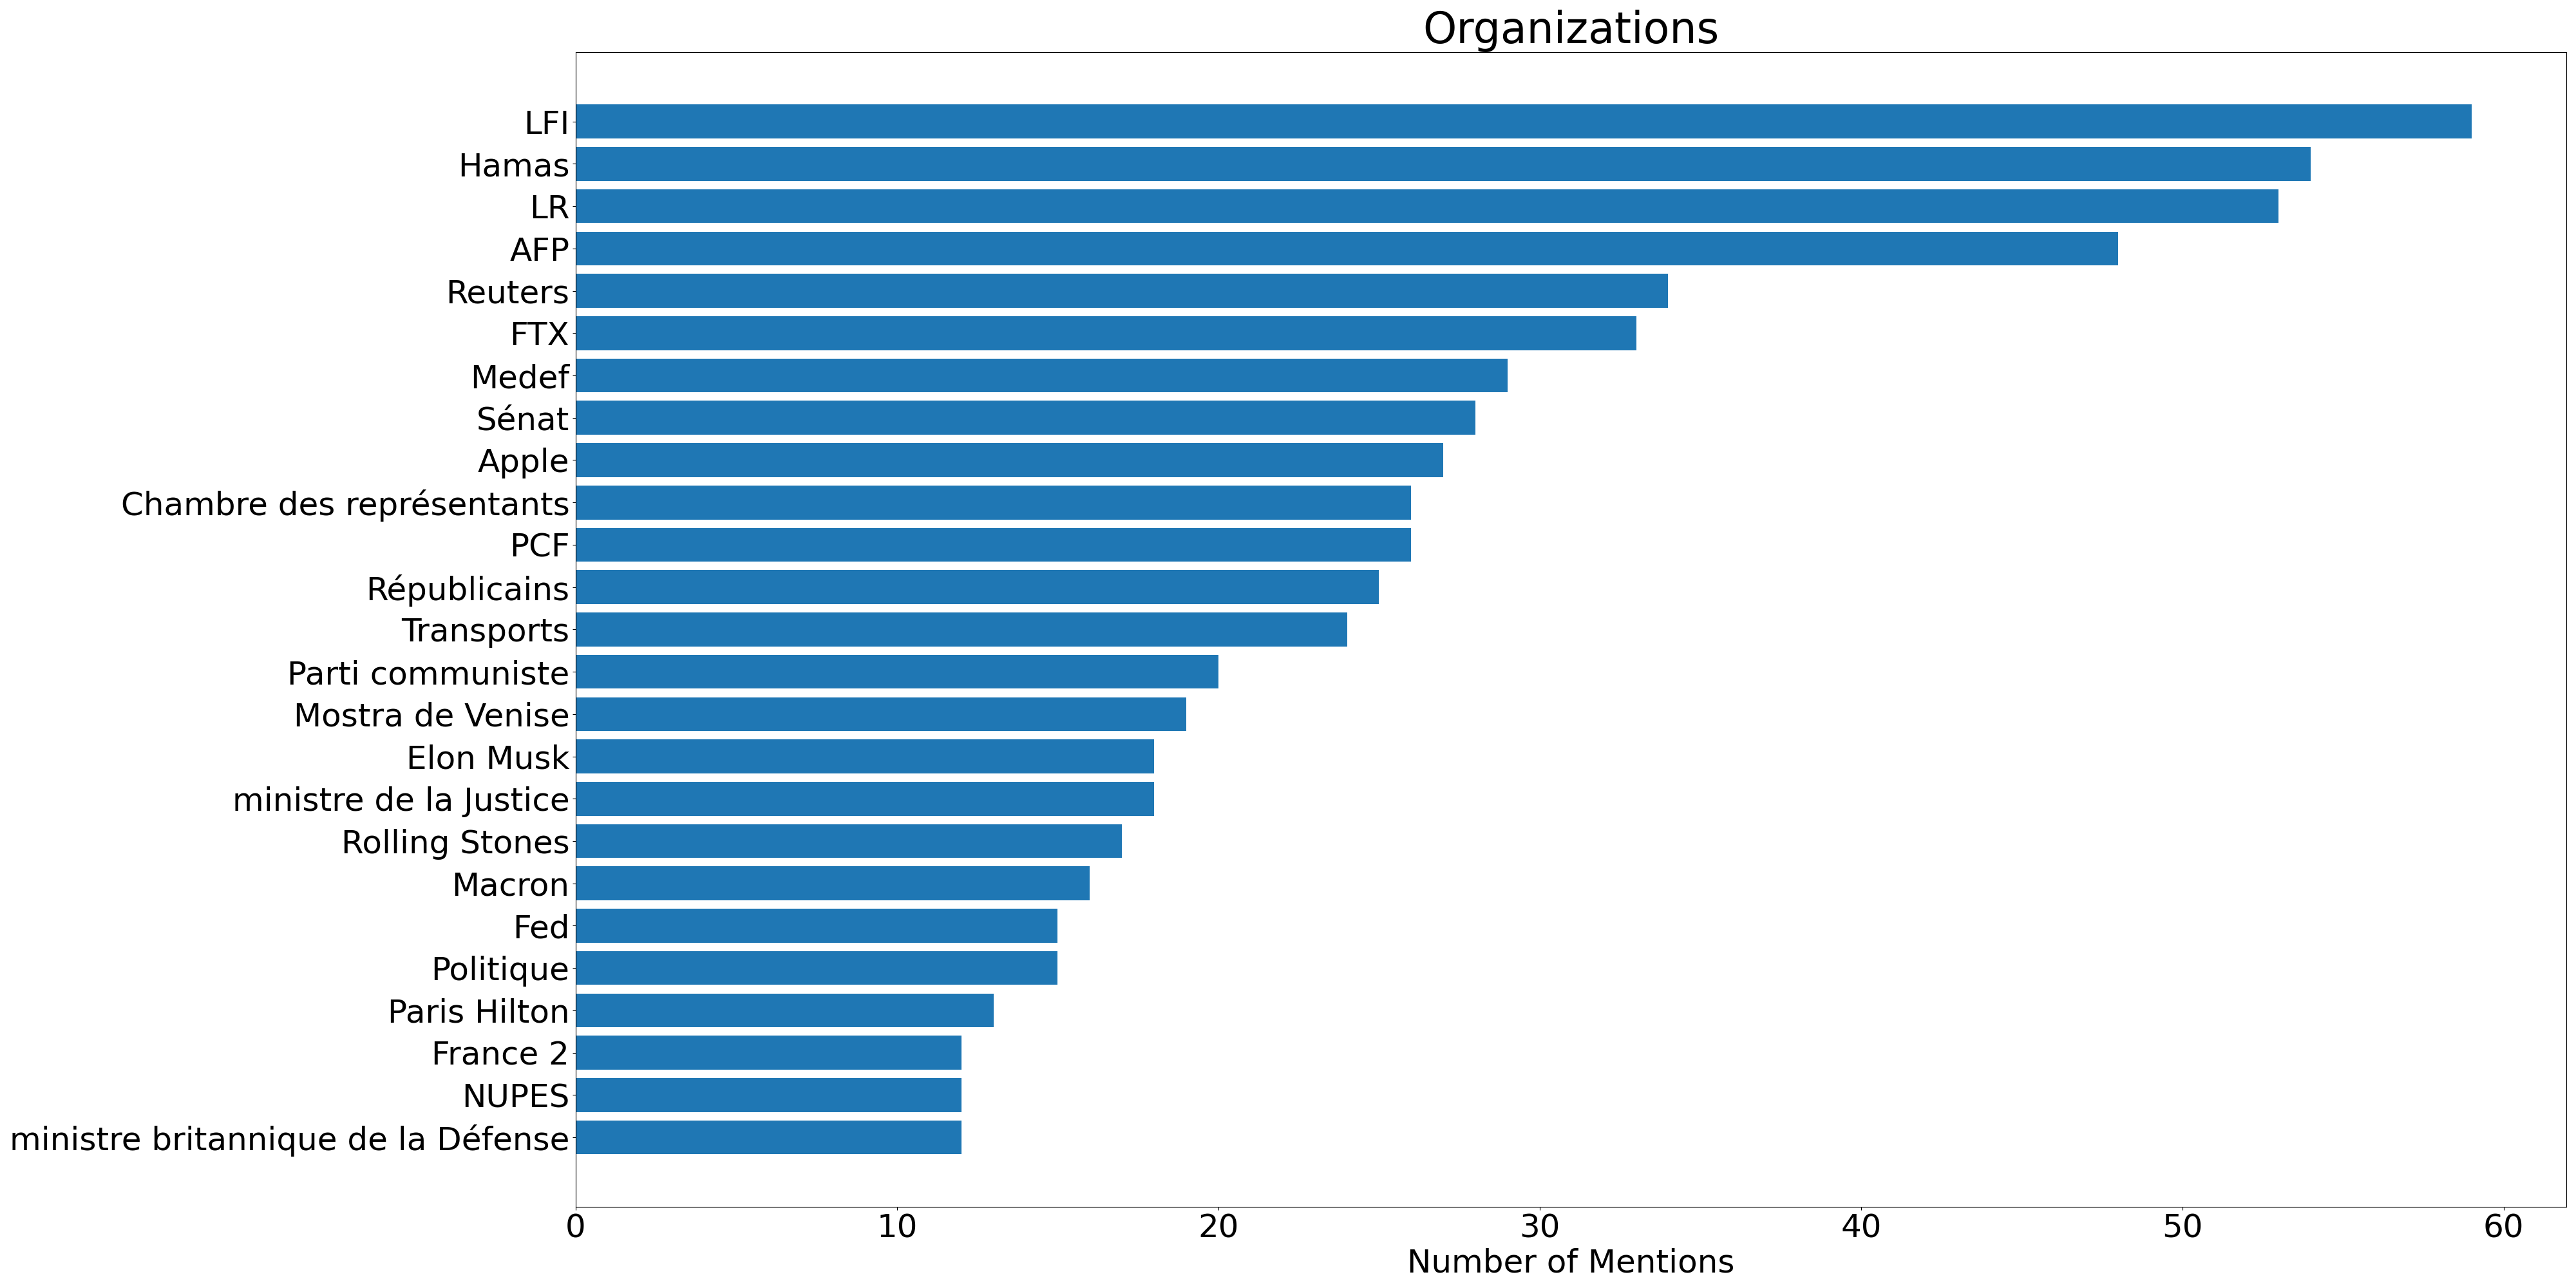 Organizations
LFI
Hamas
LR
AFP
Reuters
FTX
Medef
Sénat
Apple
Chambre des représentants
PCF
Républicains
Transports
Parti communiste
Mostra de Venise
Elon Musk
ministre de la Justice
Rolling Stones
Macron
Fed
Politique
Paris Hilton
France 2
NUPES
ministre britannique de la Défense
0 10 20 30 40 50 60
Number of Mentions